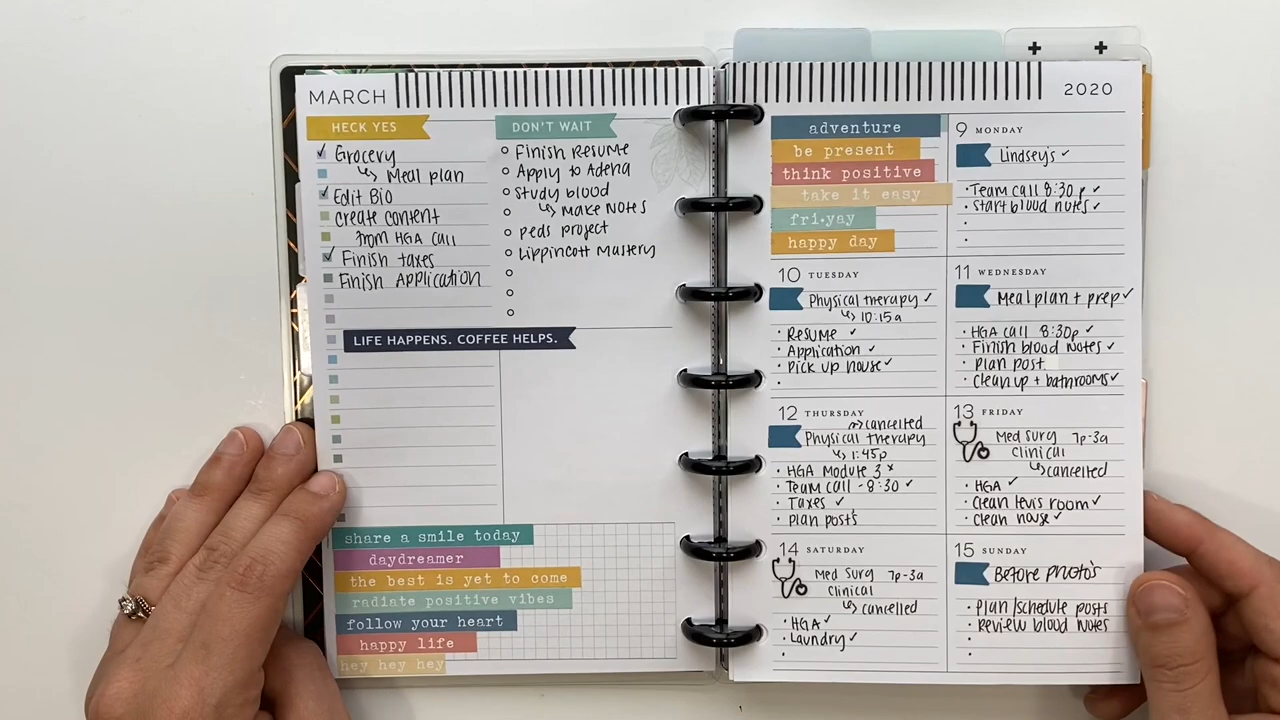 MARCH
HECK YES
✓ Grocery
↳ Meal plan
✓ Edit Bio
create content
from HGA call
✓ Finish taxes
Finish Application
DON'T WAIT
Finish Resume
Apply to Adena
Study blood
↳ make notes
peds project
Lippincott Mastery
LIFE HAPPENS. COFFEE HELPS.
share a smile today
daydreamer
the best is yet to come
radiate positive vibes
follow your heart
happy life
hey hey hey
2020
adventure
be present
think positive
take it easy
fri·yay
happy day
9 MONDAY
Lindsey's ✓
• Team call 8:30p ✓
• Start blood notes ✓
10 TUESDAY
Physical therapy ✓
↳ 10:15a
• Resume ✓
• Application ✓
• Pick up house ✓
11 WEDNESDAY
Meal plan + prep ✓
• HGA call 8:30p ✓
• Finish blood notes ✓
• Plan post
• Clean up + bathrooms ✓
12 THURSDAY
↱ cancelled
Physical therapy
↳ 1:45p
• HGA Module 3 x
• Team call - 8:30 ✓
• Taxes ✓
• Plan posts
13 FRIDAY
Med Surg 7p-3a
clinical
↳ cancelled
• HGA ✓
• Clean levis room ✓
• Clean house ✓
14 SATURDAY
Med Surg 7p-3a
clinical
↳ cancelled
• HGA ✓
• Laundry ✓
15 SUNDAY
Before photo's
• Plan/schedule posts
• Review blood notes